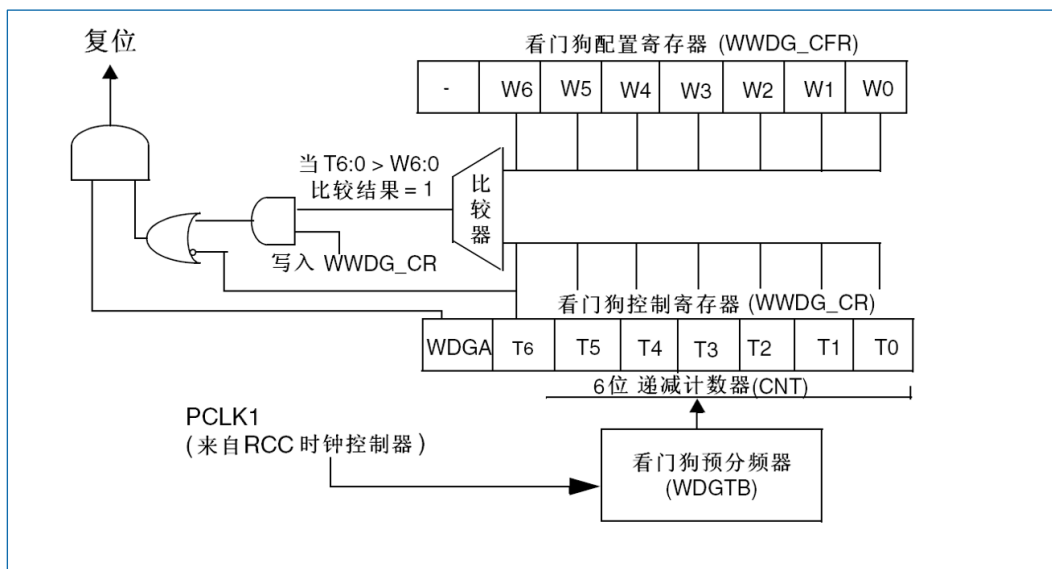 复位
看门狗配置寄存器 (WWDG_CFR)
- W6 W5 W4 W3 W2 W1 W0
当 T6:0 > W6:0
比较结果 = 1
比较器
写入 WWDG_CR
看门狗控制寄存器 (WWDG_CR)
WDGA T6 T5 T4 T3 T2 T1 T0
6位 递减计数器(CNT)
PCLK1
(来自RCC 时钟控制器)
看门狗预分频器
(WDGTB)